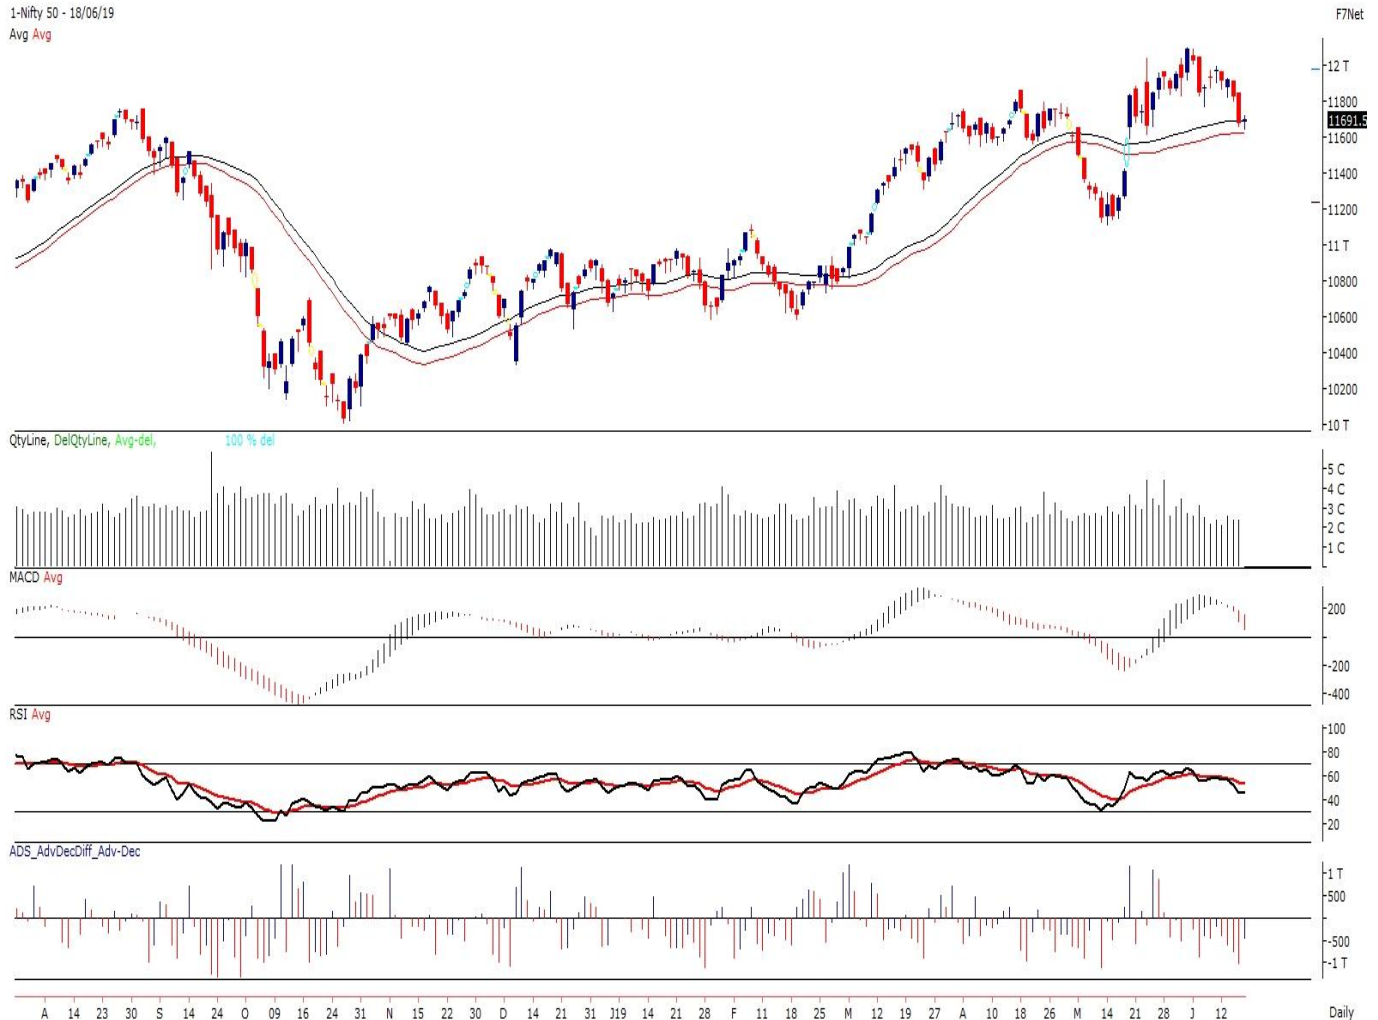 1-Nifty 50 - 18/06/19
F7Net
Avg Avg
12 T
11800
11691.5
11600
11400
11200
11 T
10800
10600
10400
10200
10 T
QtyLine, DelQtyLine, Avg-del, 100 % del
5 C
4 C
3 C
2 C
1 C
MACD Avg
200
-200
-400
RSI Avg
100
80
60
40
20
ADS_AdvDecDiff_Adv-Dec
1 T
500
-500
-1 T
A 14 23 30 S 14 24 O 09 16 24 31 N 15 22 30 D 14 21 31 J19 14 21 28 F 11 18 25 M 12 19 27 A 10 18 26 M 14 21 28 J 12 Daily